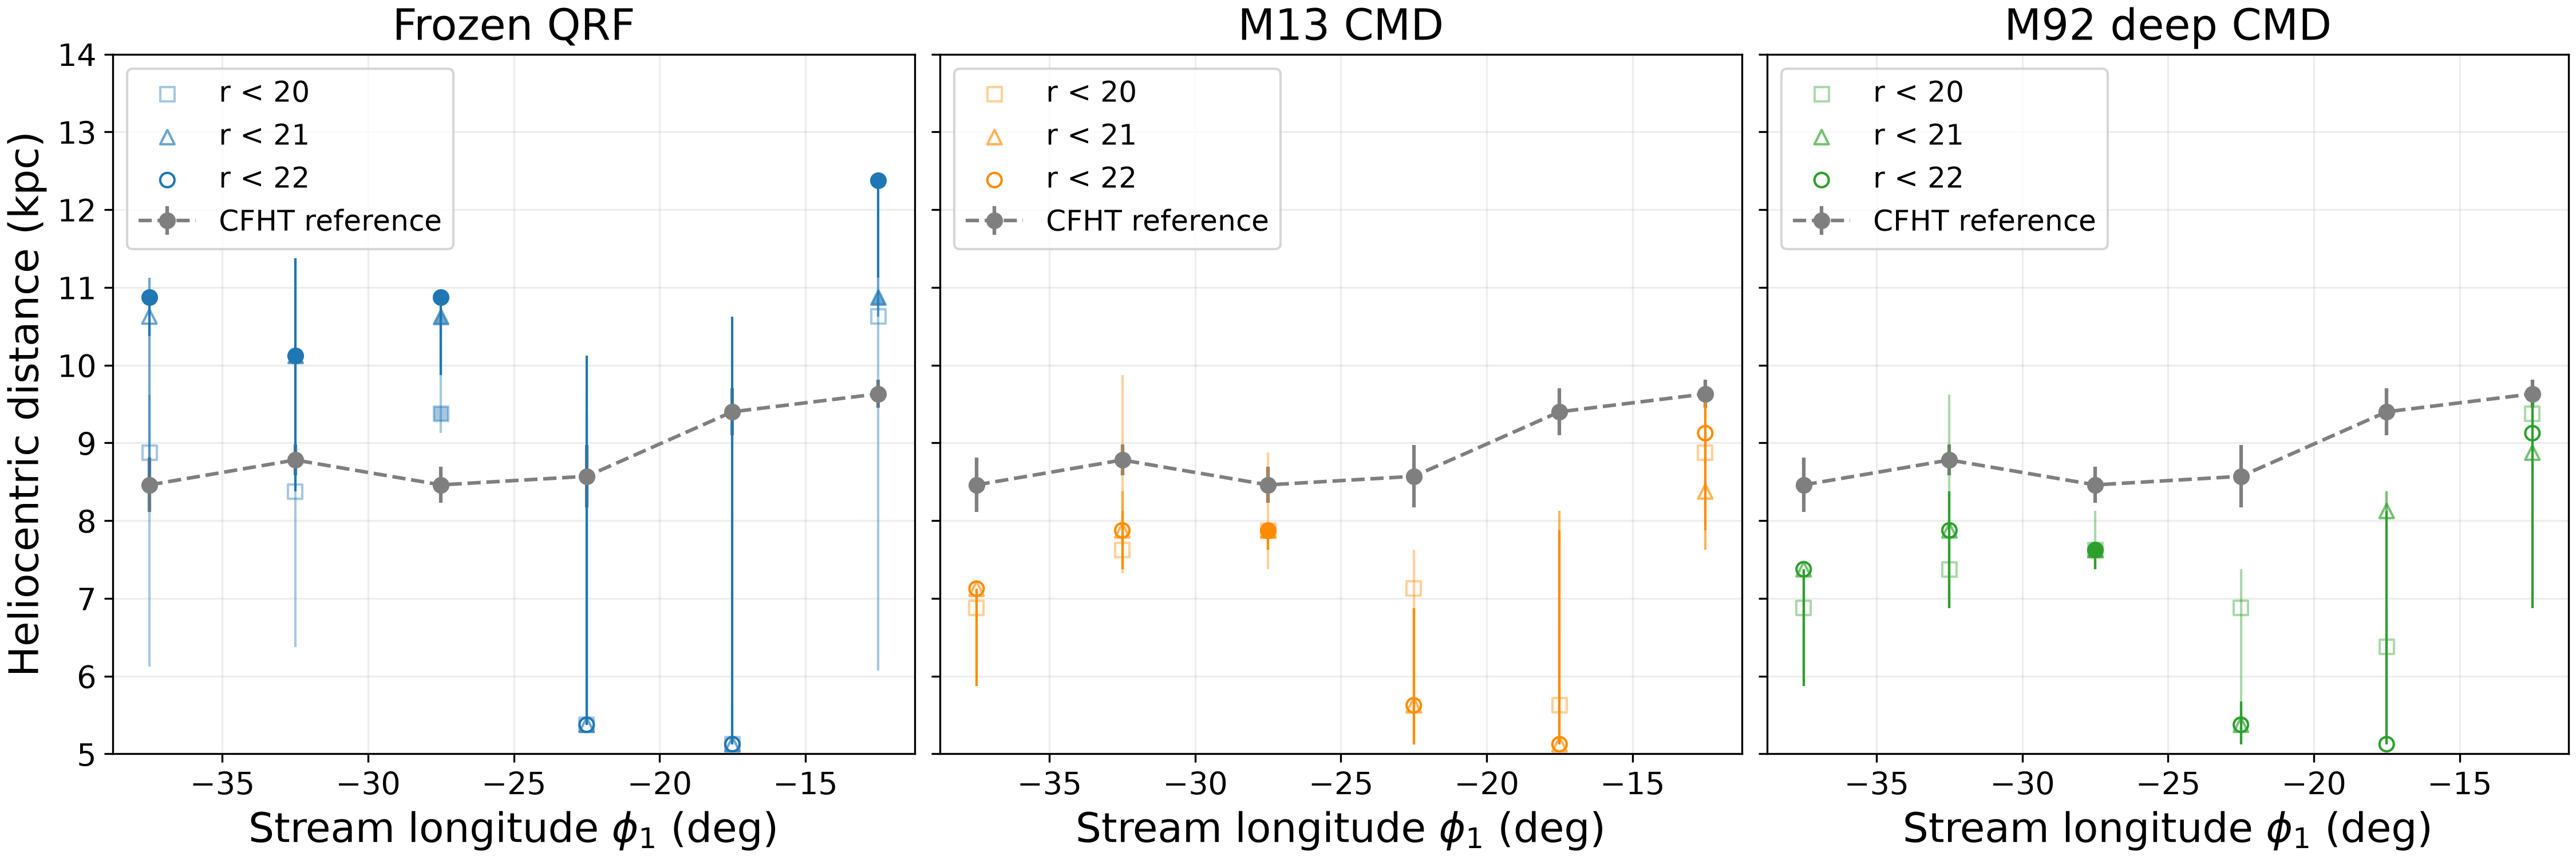 Frozen QRF
M13 CMD
M92 deep CMD
Heliocentric distance (kpc)
14
13
12
11
10
9
8
7
6
5
r < 20
r < 21
r < 22
CFHT reference
r < 20
r < 21
r < 22
CFHT reference
r < 20
r < 21
r < 22
CFHT reference
−35 −30 −25 −20 −15
−35 −30 −25 −20 −15
−35 −30 −25 −20 −15
Stream longitude ϕ₁ (deg)
Stream longitude ϕ₁ (deg)
Stream longitude ϕ₁ (deg)